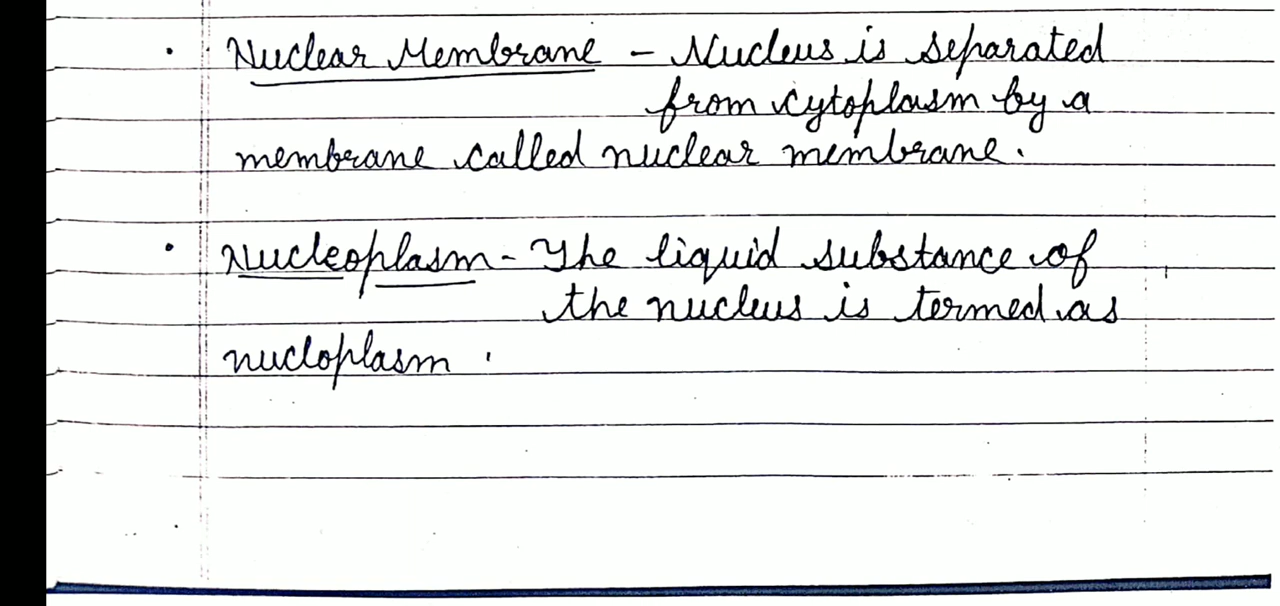 · Nuclear Membrane – Nucleus is separated
from cytoplasm by a
membrane called nuclear membrane.
· Nucleoplasm - The liquid substance of
the nucleus is termed as
nucloplasm.